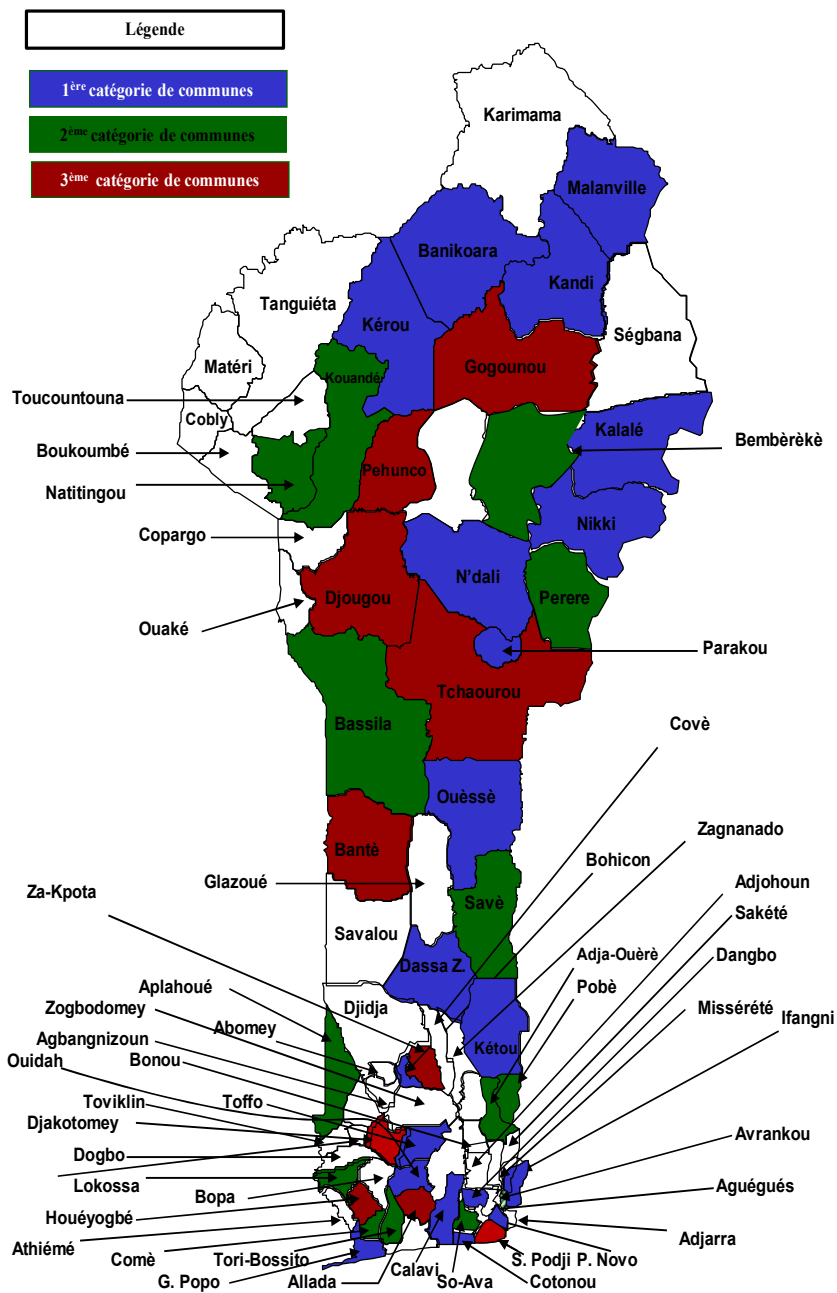 Légende
1ère catégorie de communes
2ème catégorie de communes
3ème catégorie de communes
Karimama
Malanville
Banikoara
Kandi
Tanguiéta
Kérou
Ségbana
Matéri
Gogounou
Kouandé
Toucountouna
Cobly
Kalalé
Bembèrèkè
Boukoumbé
Pehunco
Natitingou
Nikki
Copargo
N'dali
Djougou
Perere
Ouaké
Parakou
Tchaourou
Bassila
Covè
Ouèssè
Zagnanado
Bantè
Bohicon
Glazoué
Adjohoun
Za-Kpota
Savè
Sakété
Savalou
Adja-Ouèrè
Dangbo
Dassa Z.
Aplahoué
Pobè
Missérété
Zogbodomey
Djidja
Ifangni
Abomey
Agbangnizoun
Kétou
Ouidah
Bonou
Toviklin
Toffo
Djakotomey
Avrankou
Dogbo
Lokossa
Bopa
Aguégués
Houéyogbé
Athiémé
Adjarra
Comè
Tori-Bossito
S. Podji P. Novo
G. Popo
Allada
Calavi
So-Ava
Cotonou